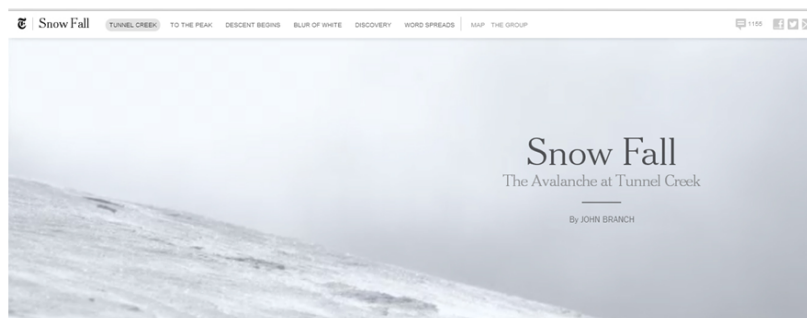 Snow Fall TUNNEL CREEK TO THE PEAK DESCENT BEGINS BLUR OF WHITE DISCOVERY WORD SPREADS MAP THE GROUP 1155
Snow Fall
The Avalanche at Tunnel Creek
By JOHN BRANCH